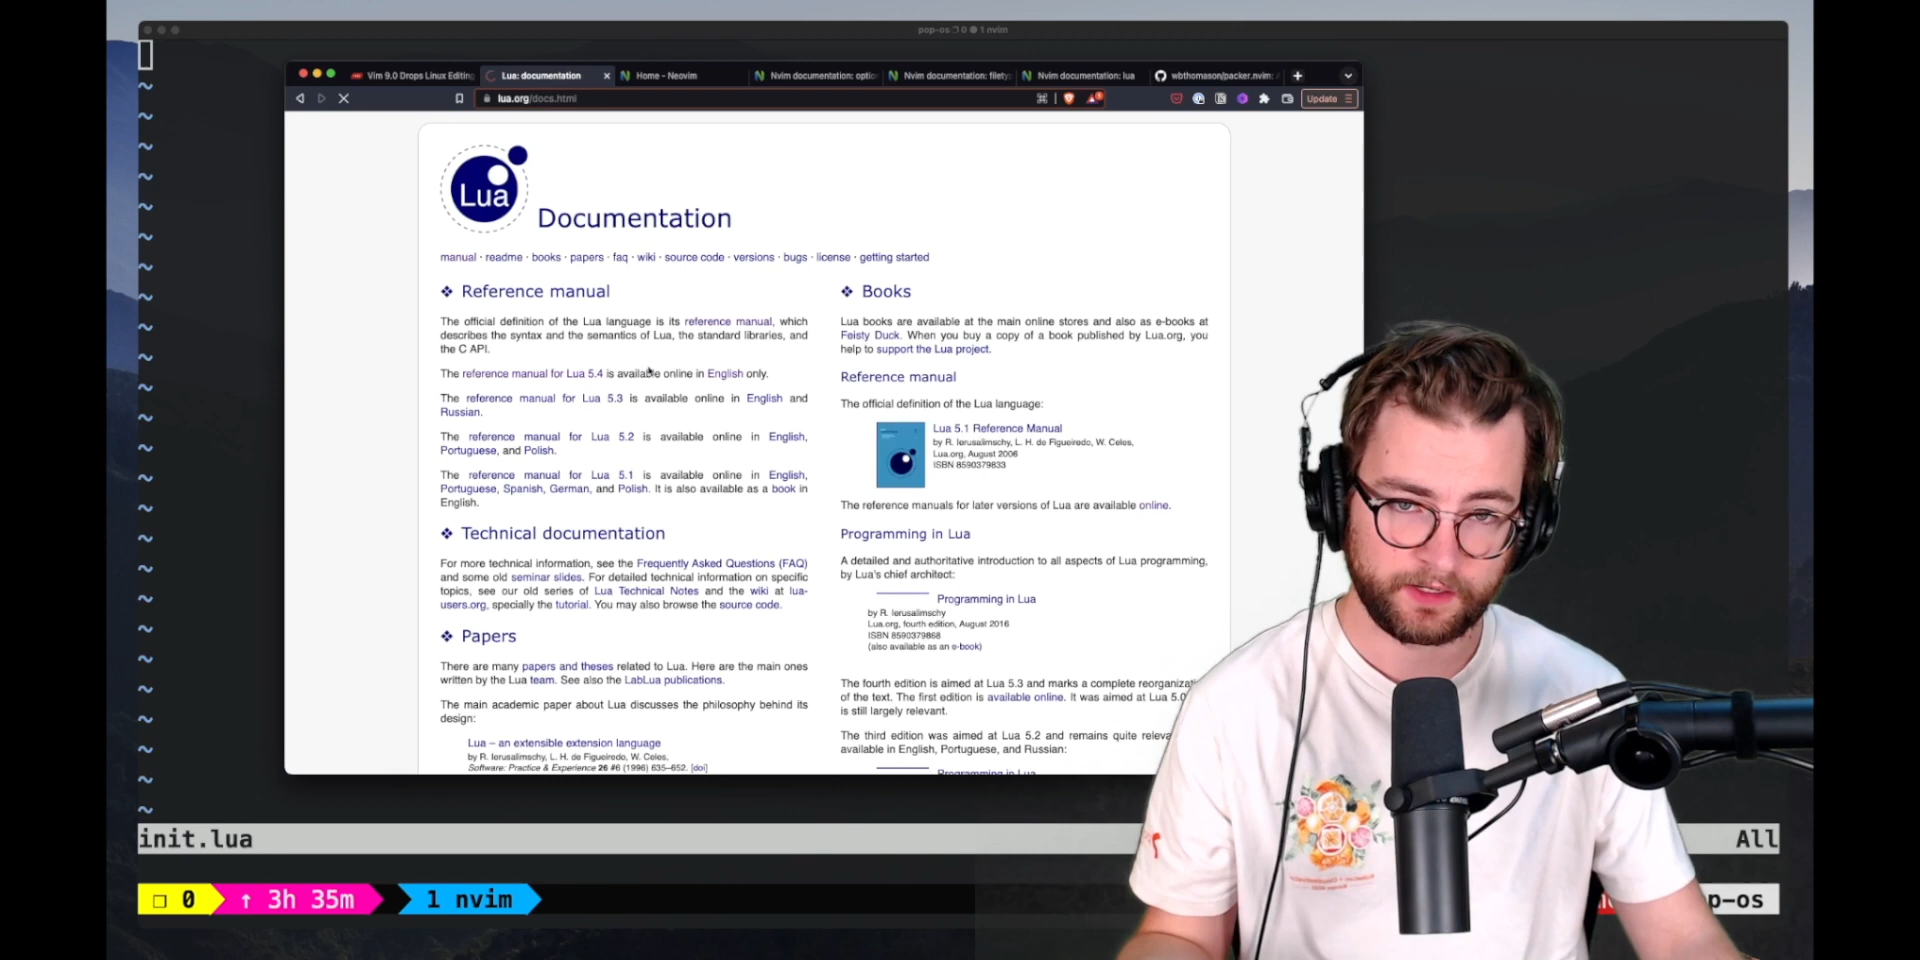 pop-os ❐ 0 ● 1 nvim
Vim 9.0 Drops Linux Editing
Lua: documentation
Home - Neovim
Nvim documentation: optio
Nvim documentation: filety
Nvim documentation: lua
wbthomason/packer.nvim:
lua.org/docs.html
Update
Lua
Documentation
manual · readme · books · papers · faq · wiki · source code · versions · bugs · license · getting started
Reference manual
The official definition of the Lua language is its reference manual, which
describes the syntax and the semantics of Lua, the standard libraries, and
the C API.
The reference manual for Lua 5.4 is available online in English only.
The reference manual for Lua 5.3 is available online in English and
Russian.
The reference manual for Lua 5.2 is available online in English,
Portuguese, and Polish.
The reference manual for Lua 5.1 is available online in English,
Portuguese, Spanish, German, and Polish. It is also available as a book in
English.
Technical documentation
For more technical information, see the Frequently Asked Questions (FAQ)
and some old seminar slides. For detailed technical information on specific
topics, see our old series of Lua Technical Notes and the wiki at lua-
users.org, specially the tutorial. You may also browse the source code.
Papers
There are many papers and theses related to Lua. Here are the main ones
written by the Lua team. See also the LabLua publications.
The main academic paper about Lua discusses the philosophy behind its
design:
Lua – an extensible extension language
by R. Ierusalimschy, L. H. de Figueiredo, W. Celes,
Software: Practice & Experience 26 #6 (1996) 635–652. [doi]
Books
Lua books are available at the main online stores and also as e-books at
Feisty Duck. When you buy a copy of a book published by Lua.org, you
help to support the Lua project.
Reference manual
The official definition of the Lua language:
Lua 5.1 Reference Manual
by R. Ierusalimschy, L. H. de Figueiredo, W. Celes,
Lua.org, August 2006
ISBN 8590379833
The reference manuals for later versions of Lua are available online.
Programming in Lua
A detailed and authoritative introduction to all aspects of Lua programming,
by Lua's chief architect:
Programming in Lua
by R. Ierusalimschy
Lua.org, fourth edition, August 2016
ISBN 8590379868
(also available as an e-book)
The fourth edition is aimed at Lua 5.3 and marks a complete reorganizati
of the text. The first edition is available online. It was aimed at Lua 5.0
is still largely relevant.
The third edition was aimed at Lua 5.2 and remains quite releva
available in English, Portuguese, and Russian:
Programming in Lua
init.lua
All
❐ 0
↑ 3h 35m
1 nvim
p-os